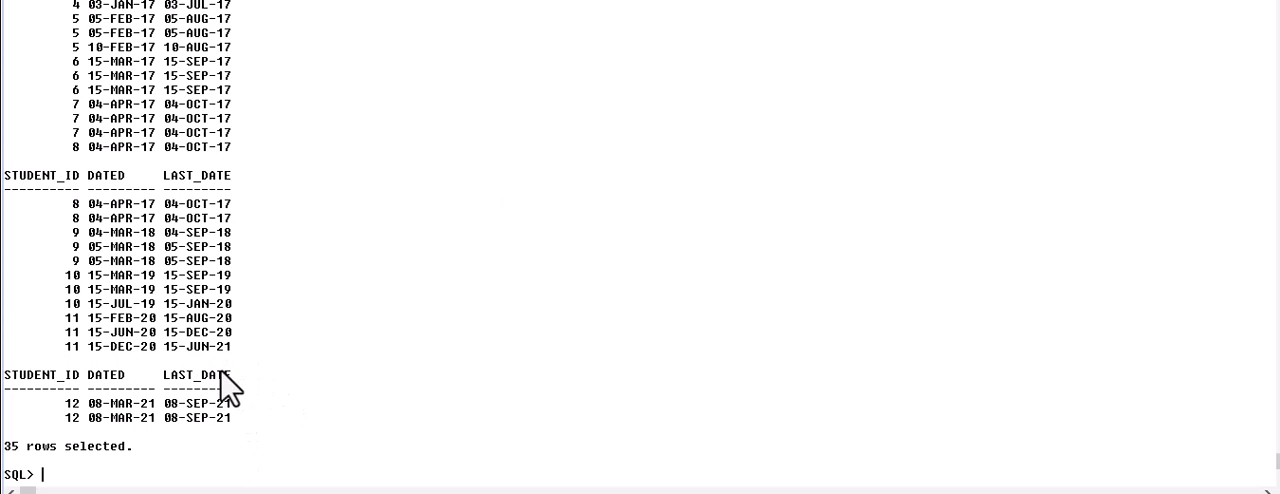 4 03-JAN-17 03-JUL-17
5 05-FEB-17 05-AUG-17
5 05-FEB-17 05-AUG-17
5 10-FEB-17 10-AUG-17
6 15-MAR-17 15-SEP-17
6 15-MAR-17 15-SEP-17
6 15-MAR-17 15-SEP-17
7 04-APR-17 04-OCT-17
7 04-APR-17 04-OCT-17
7 04-APR-17 04-OCT-17
8 04-APR-17 04-OCT-17
STUDENT_ID DATED LAST_DATE
---------- --------- ---------
8 04-APR-17 04-OCT-17
8 04-APR-17 04-OCT-17
9 04-MAR-18 04-SEP-18
9 05-MAR-18 05-SEP-18
9 05-MAR-18 05-SEP-18
10 15-MAR-19 15-SEP-19
10 15-MAR-19 15-SEP-19
10 15-JUL-19 15-JAN-20
11 15-FEB-20 15-AUG-20
11 15-JUN-20 15-DEC-20
11 15-DEC-20 15-JUN-21
STUDENT_ID DATED LAST_DATE
---------- --------- ---------
12 08-MAR-21 08-SEP-21
12 08-MAR-21 08-SEP-21
35 rows selected.
SQL>